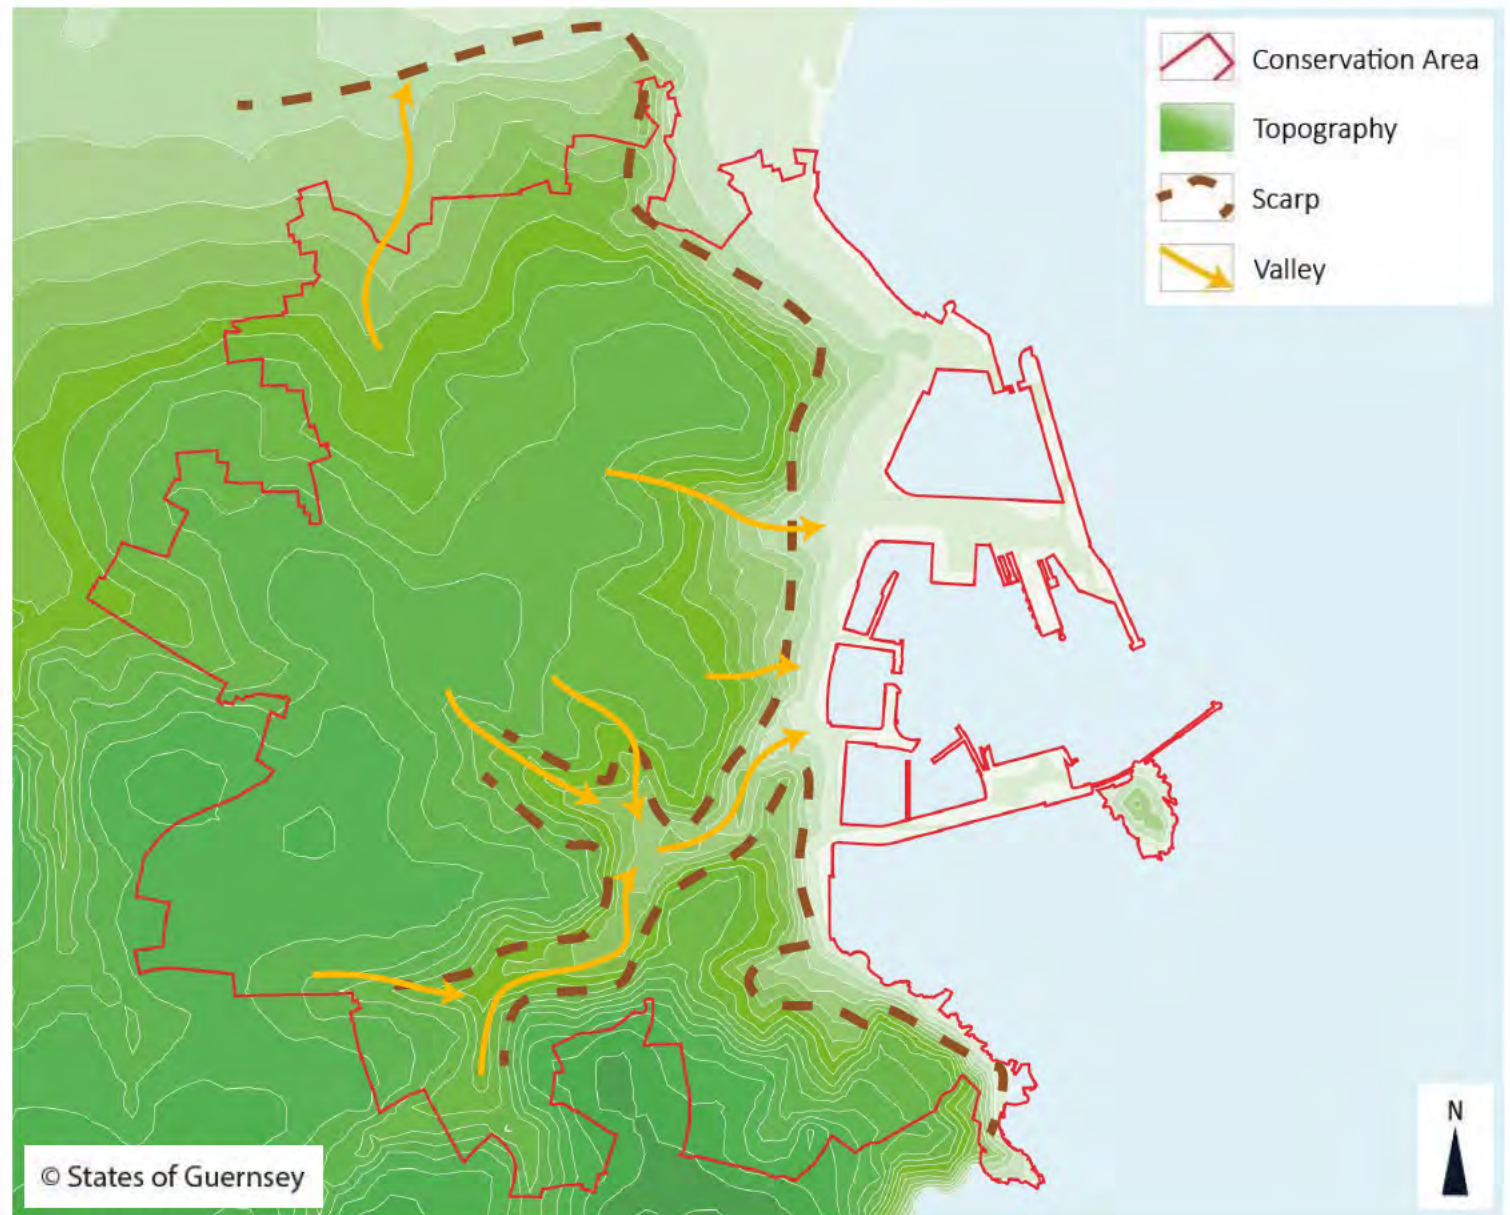 Conservation Area
Topography
Scarp
Valley
N
© States of Guernsey